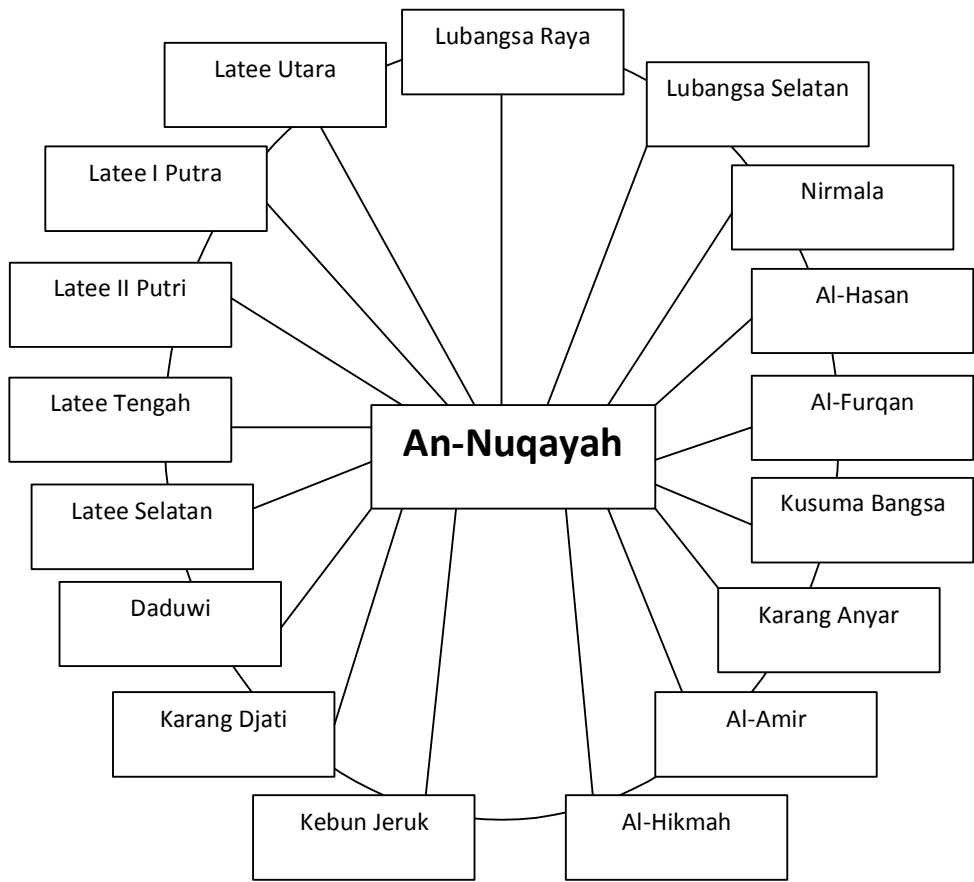 Lubangsa Raya
Latee Utara
Lubangsa Selatan
Latee I Putra
Nirmala
Latee II Putri
Al-Hasan
Latee Tengah
Al-Furqan
An-Nuqayah
Latee Selatan
Kusuma Bangsa
Daduwi
Karang Anyar
Karang Djati
Al-Amir
Kebun Jeruk
Al-Hikmah